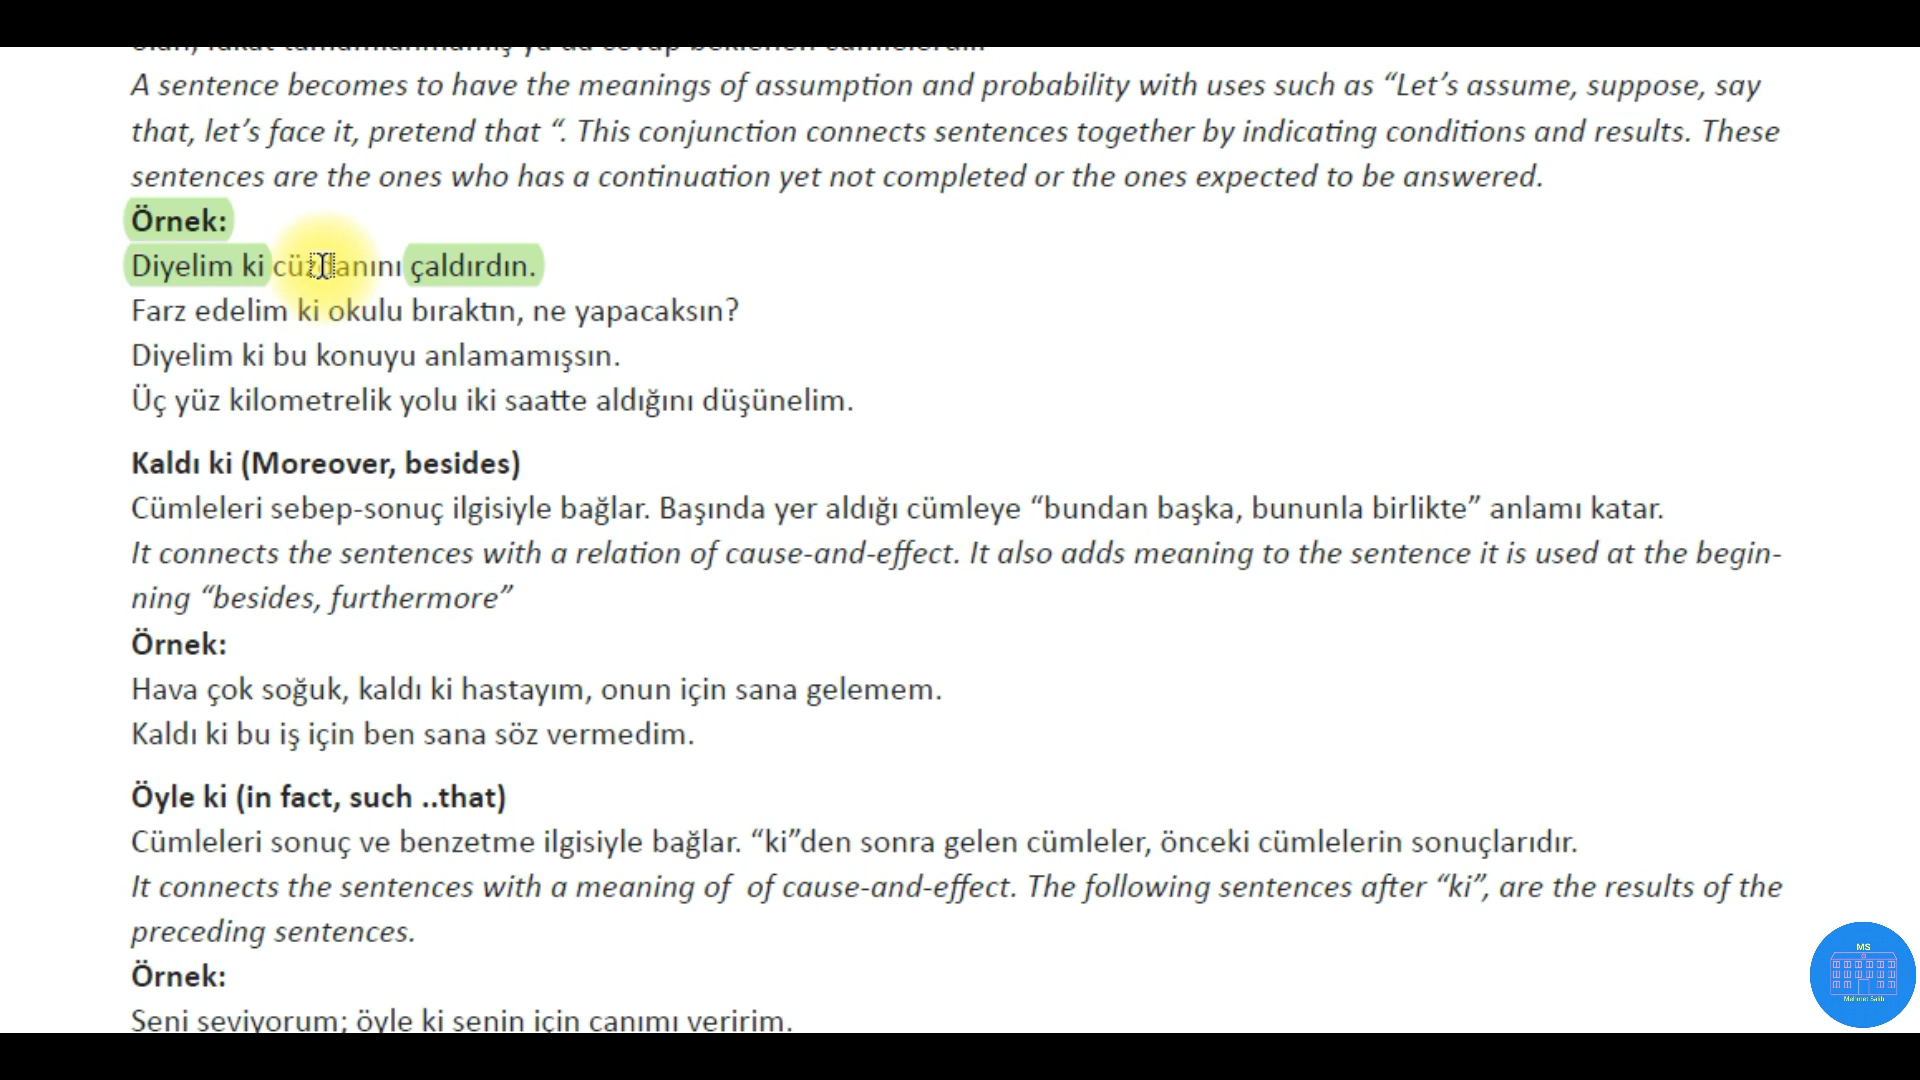 A sentence becomes to have the meanings of assumption and probability with uses such as “Let’s assume, suppose, say
that, let’s face it, pretend that “. This conjunction connects sentences together by indicating conditions and results. These
sentences are the ones who has a continuation yet not completed or the ones expected to be answered.
Örnek:
Diyelim ki cüzdanını çaldırdın.
Farz edelim ki okulu bıraktın, ne yapacaksın?
Diyelim ki bu konuyu anlamamışsın.
Üç yüz kilometrelik yolu iki saatte aldığını düşünelim.
Kaldı ki (Moreover, besides)
Cümleleri sebep-sonuç ilgisiyle bağlar. Başında yer aldığı cümleye “bundan başka, bununla birlikte” anlamı katar.
It connects the sentences with a relation of cause-and-effect. It also adds meaning to the sentence it is used at the begin-
ning “besides, furthermore”
Örnek:
Hava çok soğuk, kaldı ki hastayım, onun için sana gelemem.
Kaldı ki bu iş için ben sana söz vermedim.
Öyle ki (in fact, such ..that)
Cümleleri sonuç ve benzetme ilgisiyle bağlar. “ki”den sonra gelen cümleler, önceki cümlelerin sonuçlarıdır.
It connects the sentences with a meaning of  of cause-and-effect. The following sentences after “ki”, are the results of the
preceding sentences.
Örnek:
Seni seviyorum; öyle ki senin için canımı veririm.
MS
Mehmet Salih